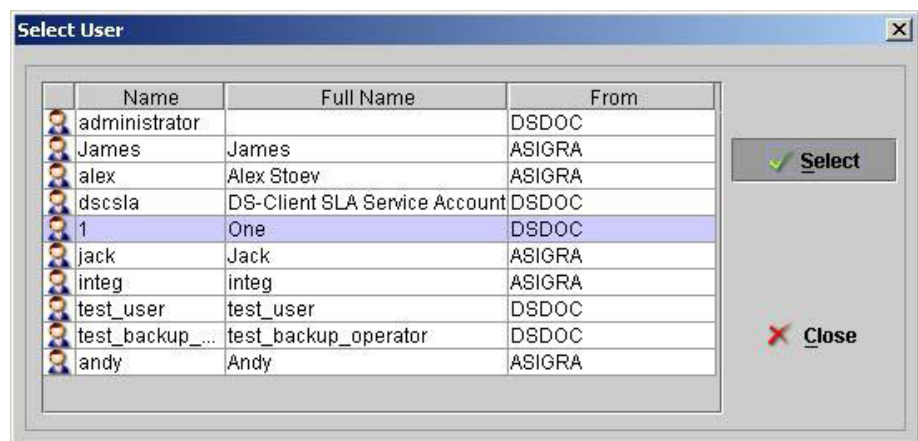 Select User
Name Full Name From
administrator DSDOC
James James ASIGRA
alex Alex Stoev ASIGRA
dscsla DS-Client SLA Service Account DSDOC
1 One DSDOC
jack Jack ASIGRA
integ integ ASIGRA
test_user test_user DSDOC
test_backup_... test_backup_operator DSDOC
andy Andy ASIGRA
Select
Close